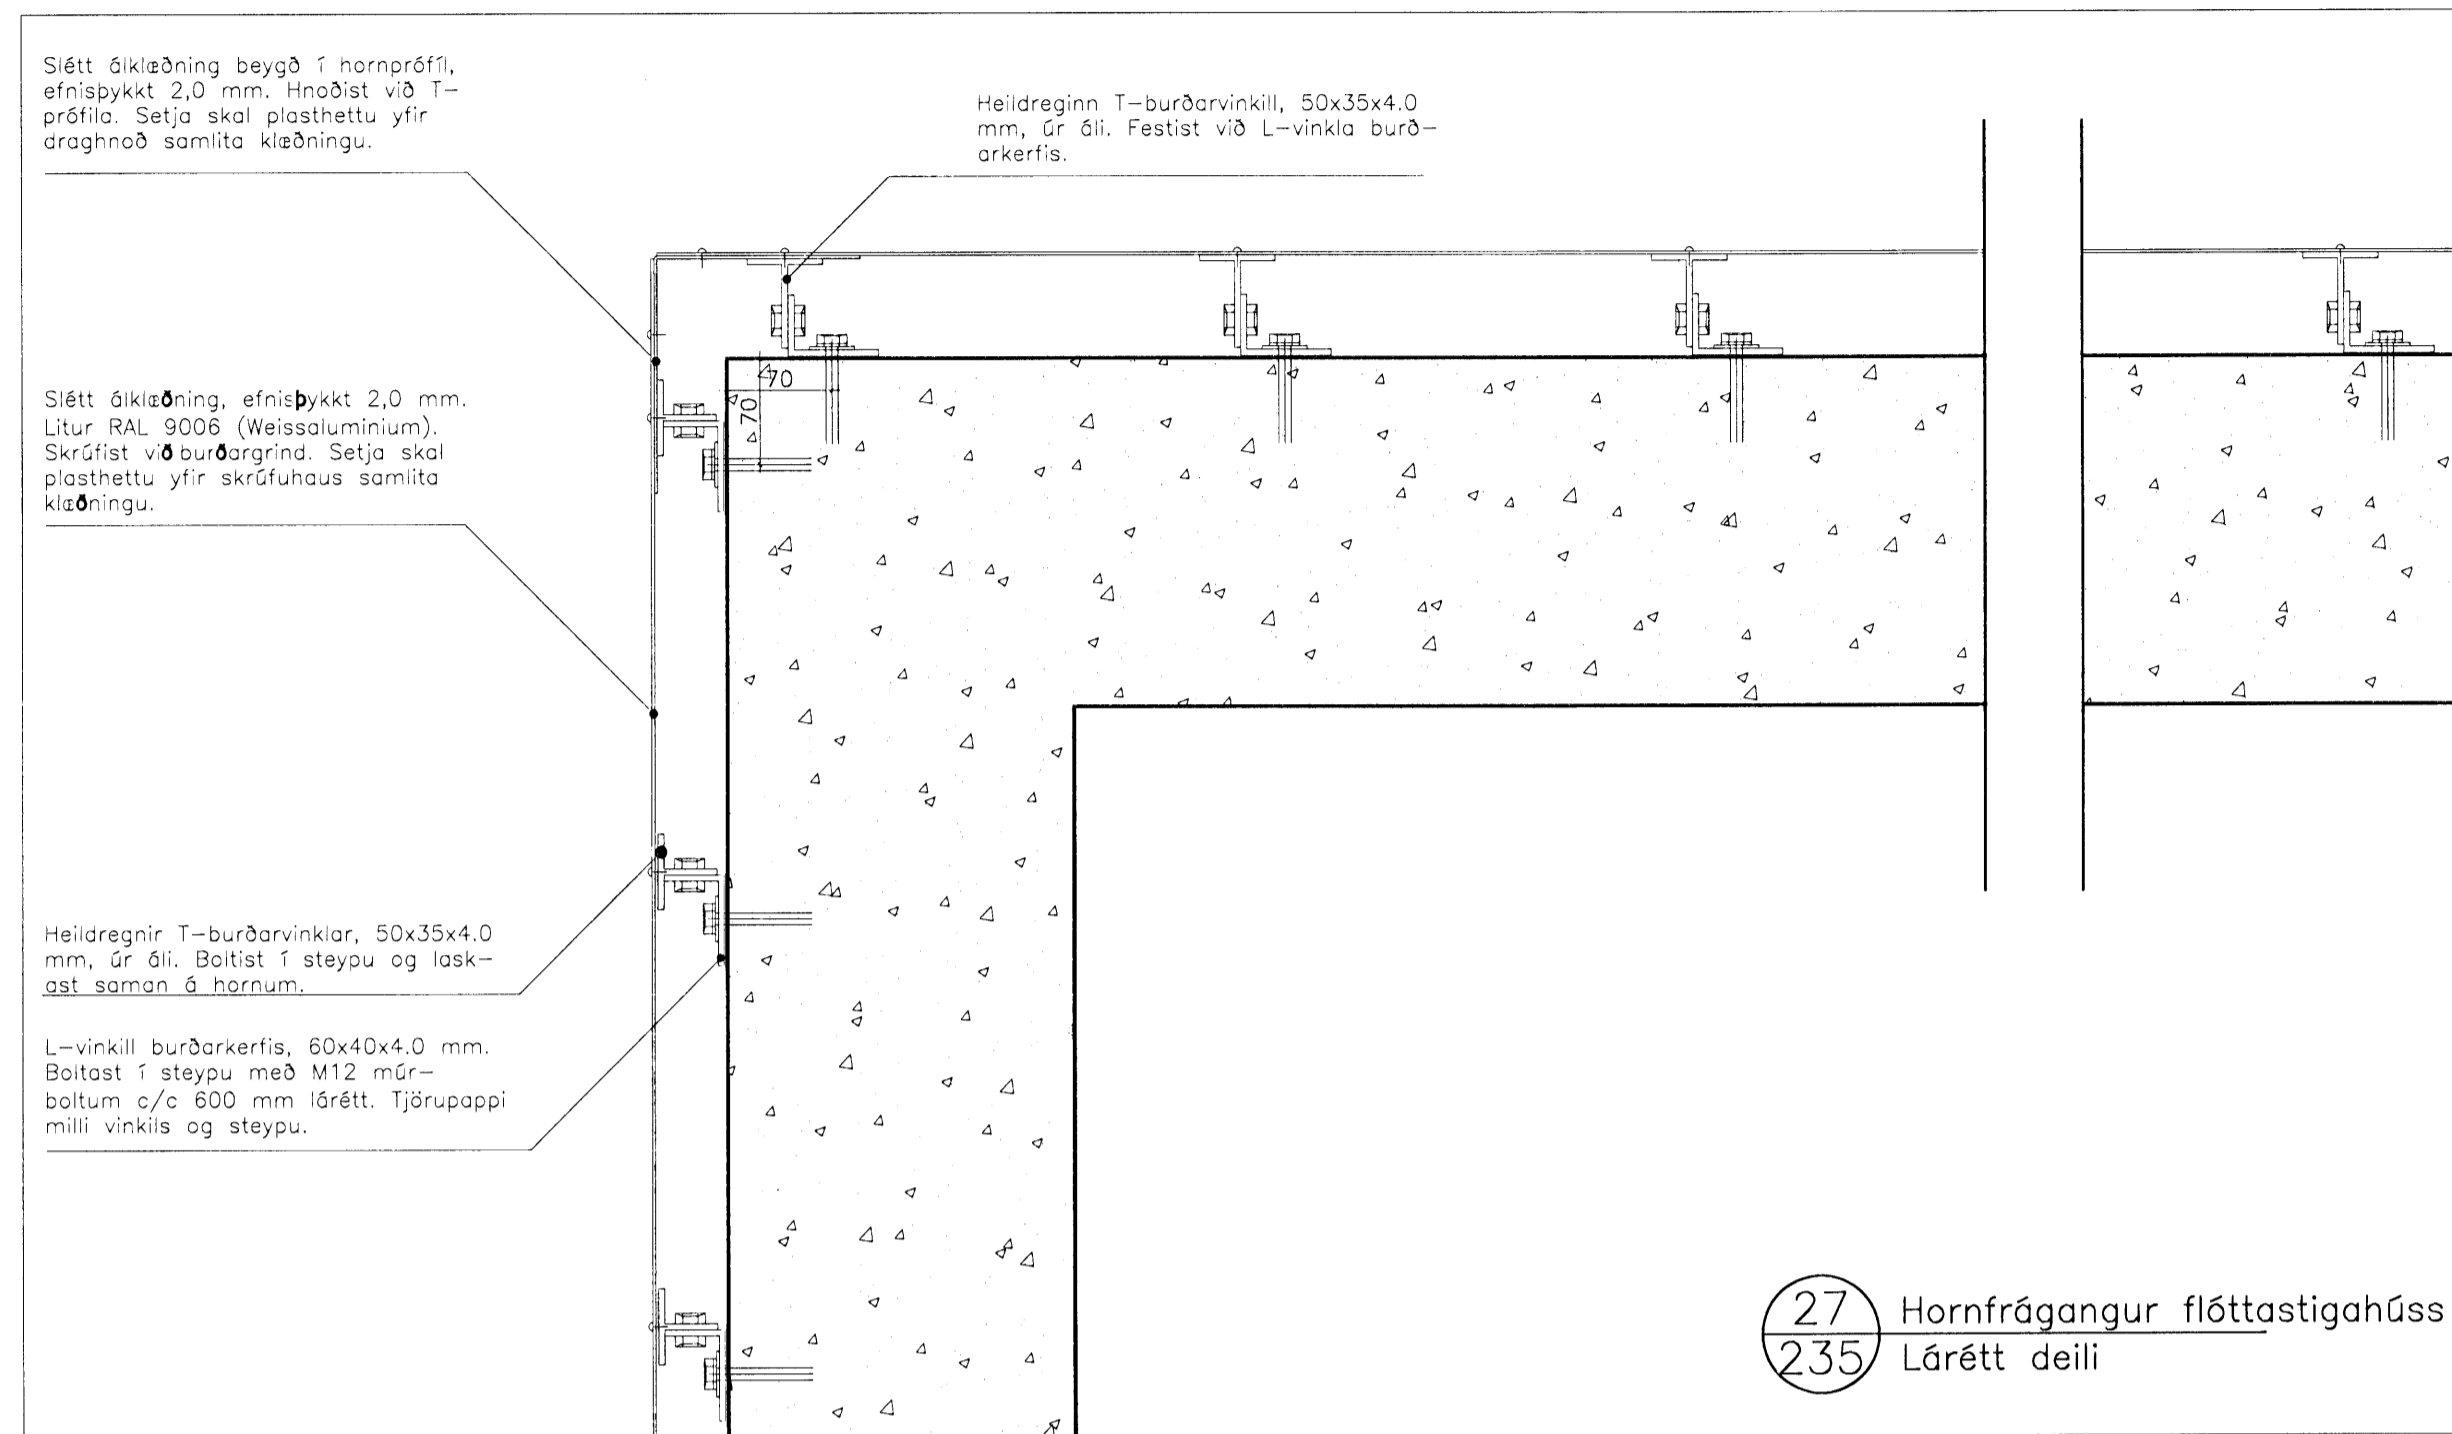 Slétt álklæðning beygð í hornprófíl,
efnisþykkt 2,0 mm. Hnoðist við T-
prófíla. Setja skal plasthettu yfir
draghnoð samlita klæðningu.
Heildreginn T-burðarvinkill, 50x35x4.0
mm, úr áli. Festist við L-vinkla burð-
arkerfis.
70
70
Slétt álklæðning, efnisþykkt 2,0 mm.
Litur RAL 9006 (Weissaluminium).
Skrúfist við burðargrind. Setja skal
plasthettu yfir skrúfuhaus samlita
klæðningu.
Heildregnir T-burðarvinklar, 50x35x4.0
mm, úr áli. Boltist í steypu og lask-
ast saman á hornum.
L-vinkill burðarkerfis, 60x40x4.0 mm.
Boltast í steypu með M12 múr-
boltum c/c 600 mm lárétt. Tjörupappi
milli vinkils og steypu.
27
235
Hornfrágangur flóttastigahúss
Lárétt deili